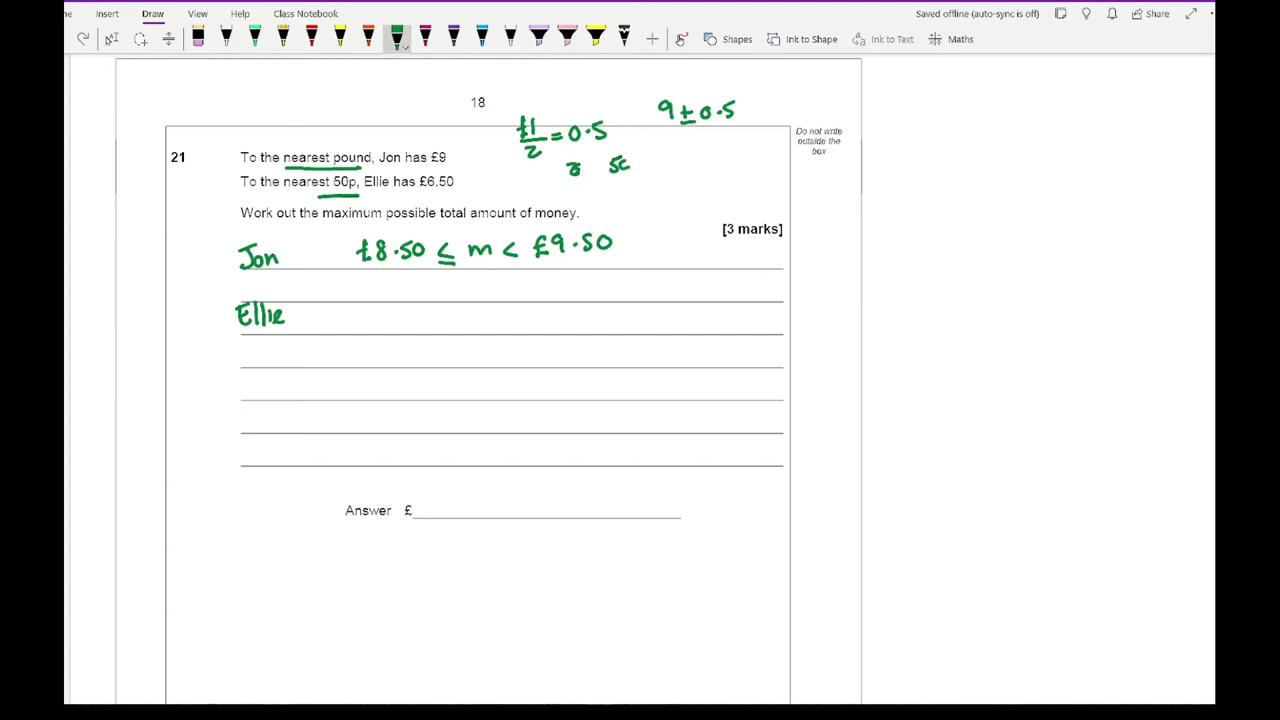 Insert Draw View Help Class Notebook Saved offline (auto-sync is off) Share
Shapes Ink to Shape Ink to Text Maths
18
9 ± 0.5
£1/2 = 0.5
Do not write outside the box
21 To the nearest pound, Jon has £9
To the nearest 50p, Ellie has £6.50
Work out the maximum possible total amount of money.
[3 marks]
Jon £8.50 ≤ m < £9.50
Ellie
Answer £